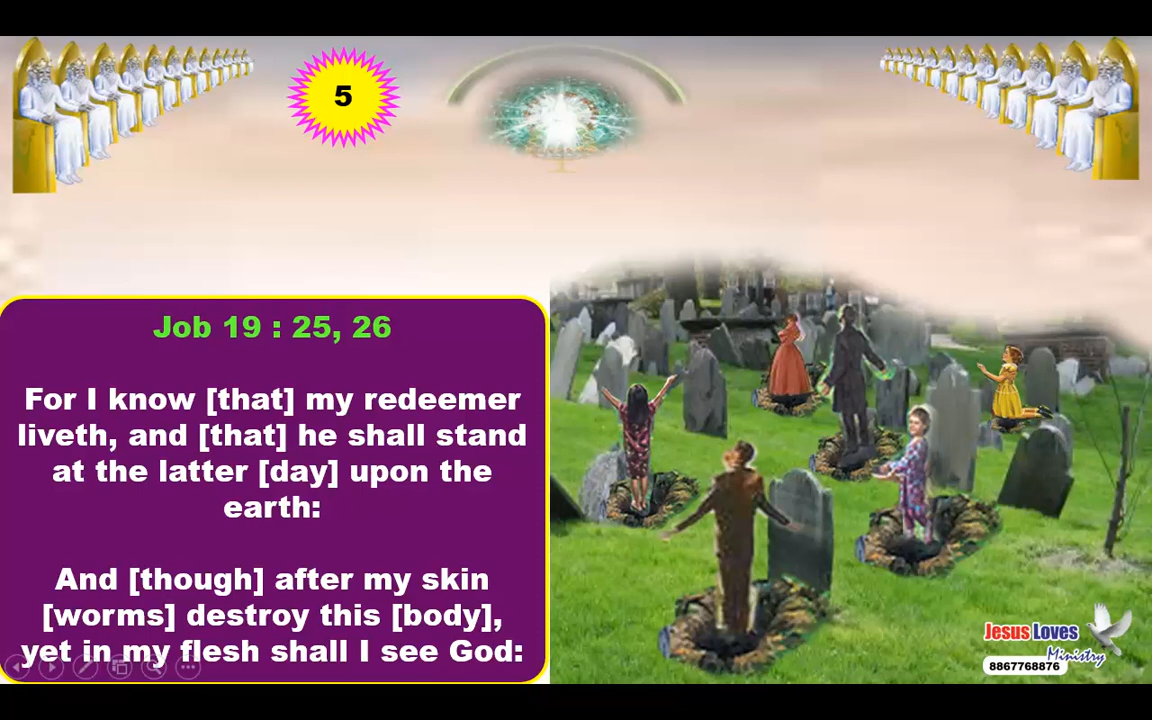 5
Job 19 : 25, 26
For I know [that] my redeemer
liveth, and [that] he shall stand
at the latter [day] upon the
earth:
And [though] after my skin
[worms] destroy this [body],
yet in my flesh shall I see God:
Jesus Loves
Ministry
8867768876